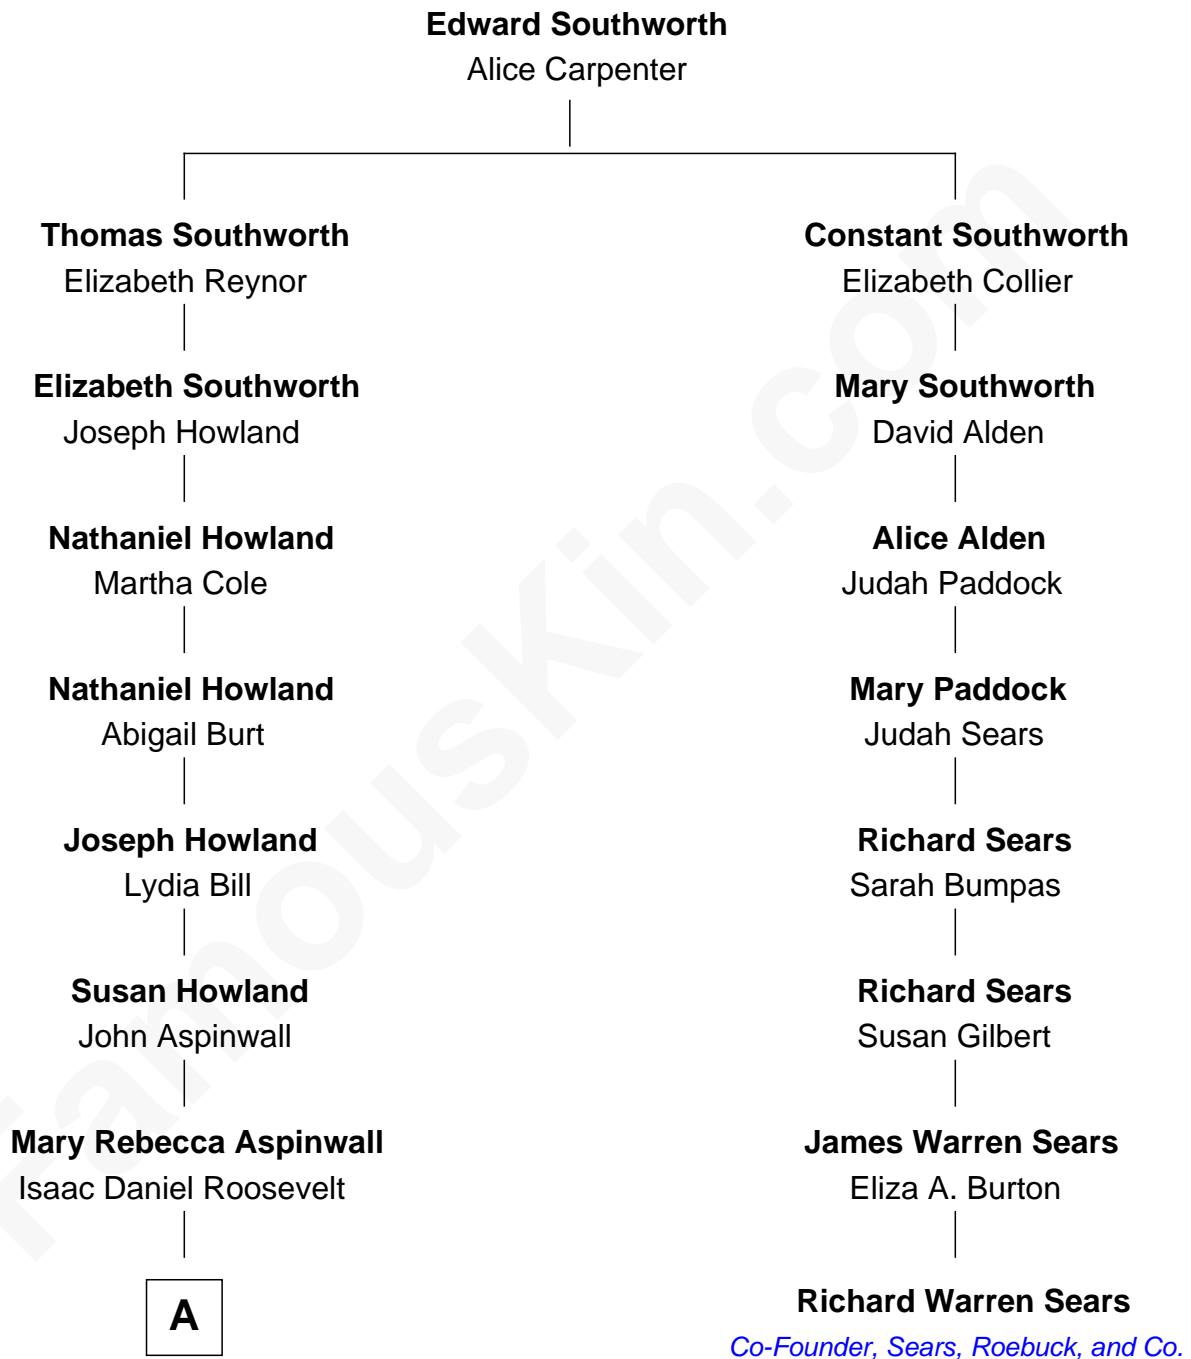 Edward Southworth
Alice Carpenter
Thomas Southworth
Elizabeth Reynor
Elizabeth Southworth
Joseph Howland
Nathaniel Howland
Martha Cole
Nathaniel Howland
Abigail Burt
Joseph Howland
Lydia Bill
Susan Howland
John Aspinwall
Mary Rebecca Aspinwall
Isaac Daniel Roosevelt
A
Constant Southworth
Elizabeth Collier
Mary Southworth
David Alden
Alice Alden
Judah Paddock
Mary Paddock
Judah Sears
Richard Sears
Sarah Bumpas
Richard Sears
Susan Gilbert
James Warren Sears
Eliza A. Burton
Richard Warren Sears
Co-Founder, Sears, Roebuck, and Co.
FamousKin.com